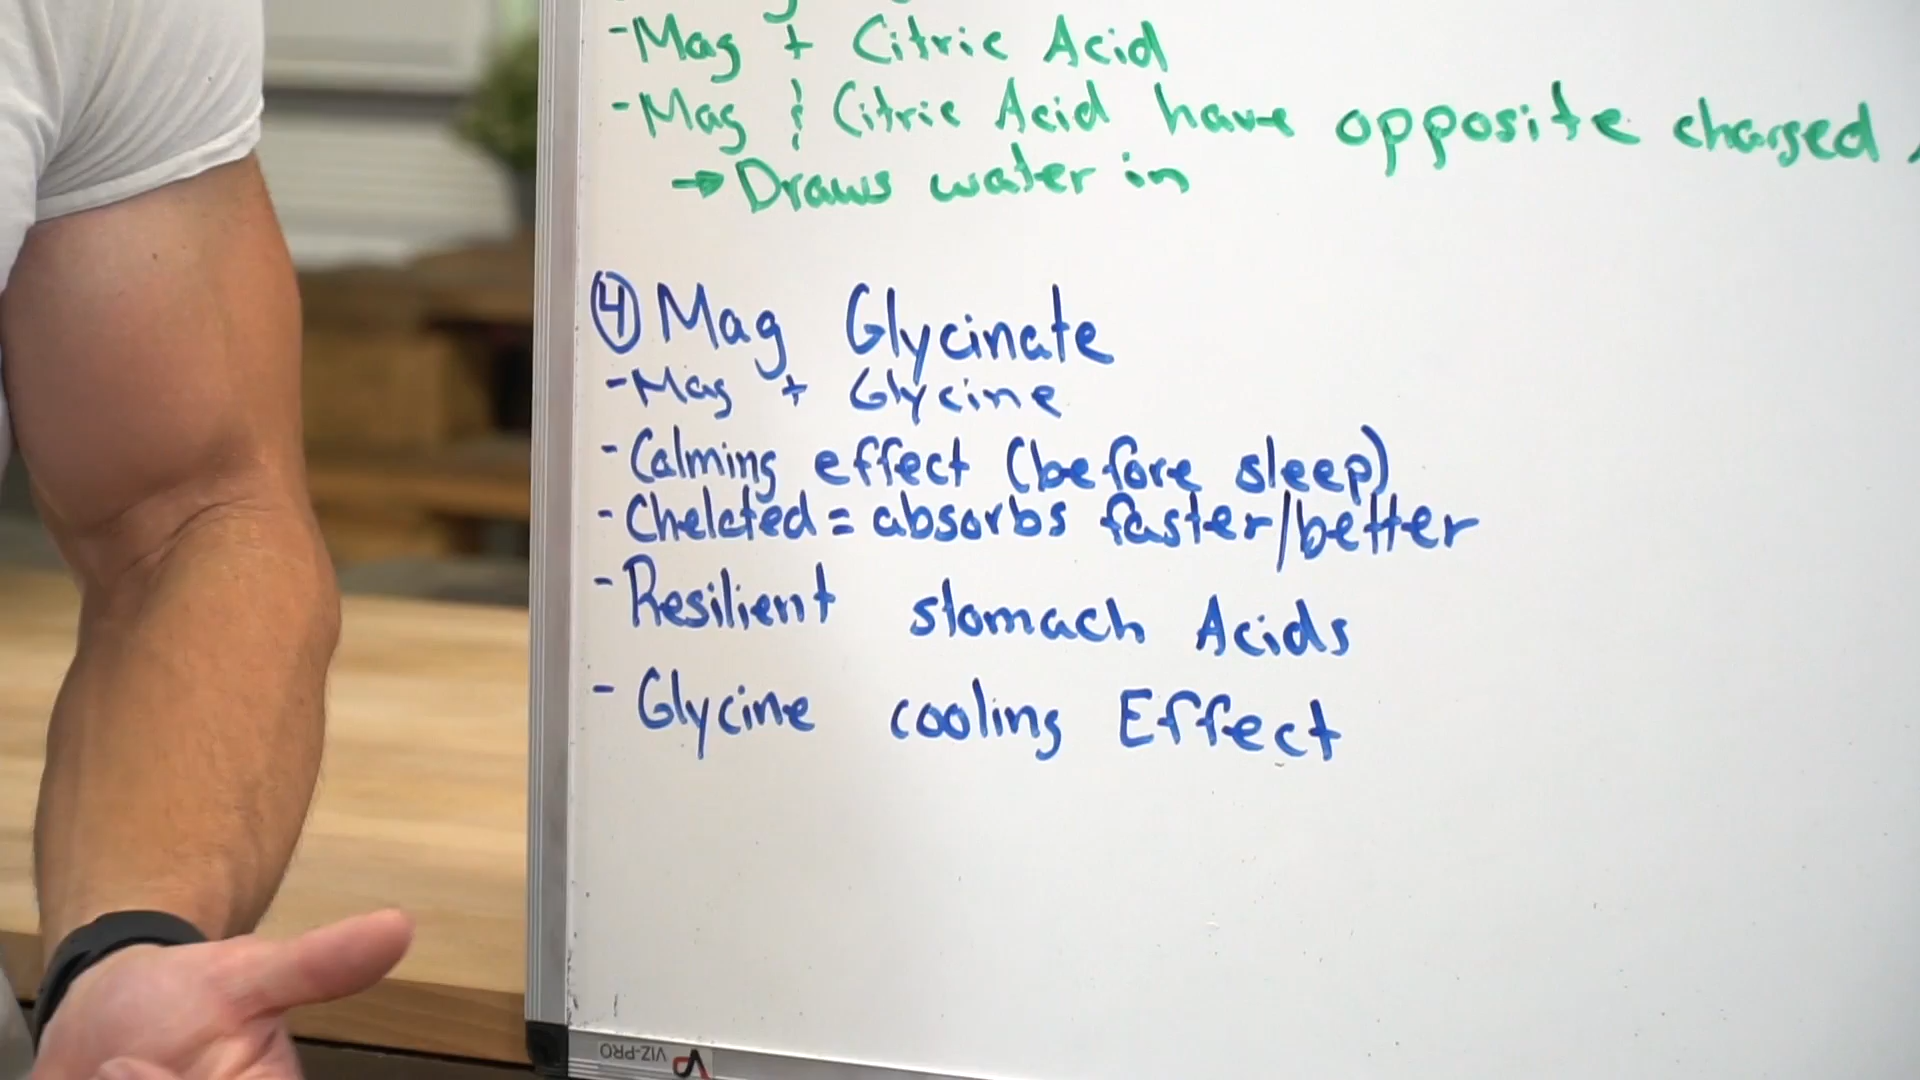 -Mag + Citric Acid
-Mag & Citric Acid have opposite charged
→ Draws water in
④ Mag Glycinate
-Mag + Glycine
- Calming effect (before sleep)
- Chelated = absorbs faster/better
- Resilient stomach Acids
- Glycine cooling Effect
VIZ-PRO